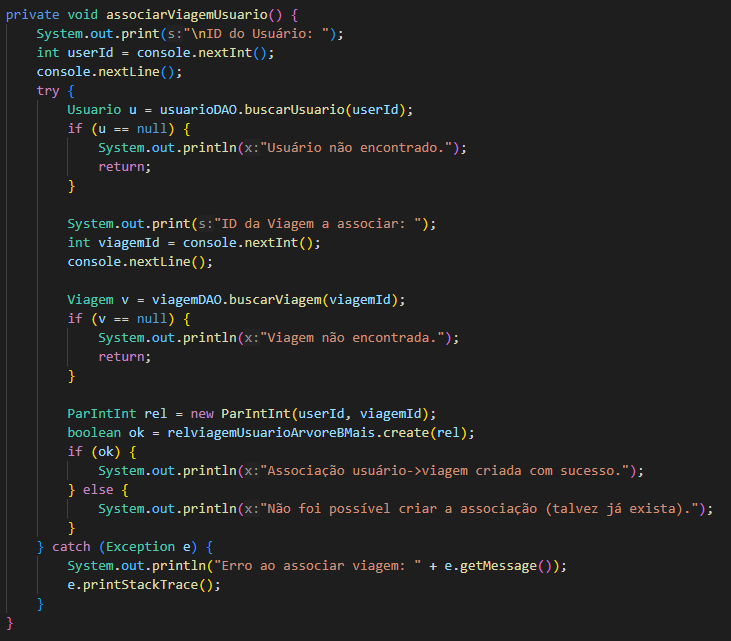 private void associarViagemUsuario() {
    System.out.print(s:"\nID do Usuário: ");
    int userId = console.nextInt();
    console.nextLine();
    try {
        Usuario u = usuarioDAO.buscarUsuario(userId);
        if (u == null) {
            System.out.println(x:"Usuário não encontrado.");
            return;
        }

        System.out.print(s:"ID da Viagem a associar: ");
        int viagemId = console.nextInt();
        console.nextLine();

        Viagem v = viagemDAO.buscarViagem(viagemId);
        if (v == null) {
            System.out.println(x:"Viagem não encontrada.");
            return;
        }

        ParIntInt rel = new ParIntInt(userId, viagemId);
        boolean ok = relviagemUsuarioArvoreBMais.create(rel);
        if (ok) {
            System.out.println(x:"Associação usuário->viagem criada com sucesso.");
        } else {
            System.out.println(x:"Não foi possível criar a associação (talvez já exista).");
        }
    } catch (Exception e) {
        System.out.println("Erro ao associar viagem: " + e.getMessage());
        e.printStackTrace();
    }
}